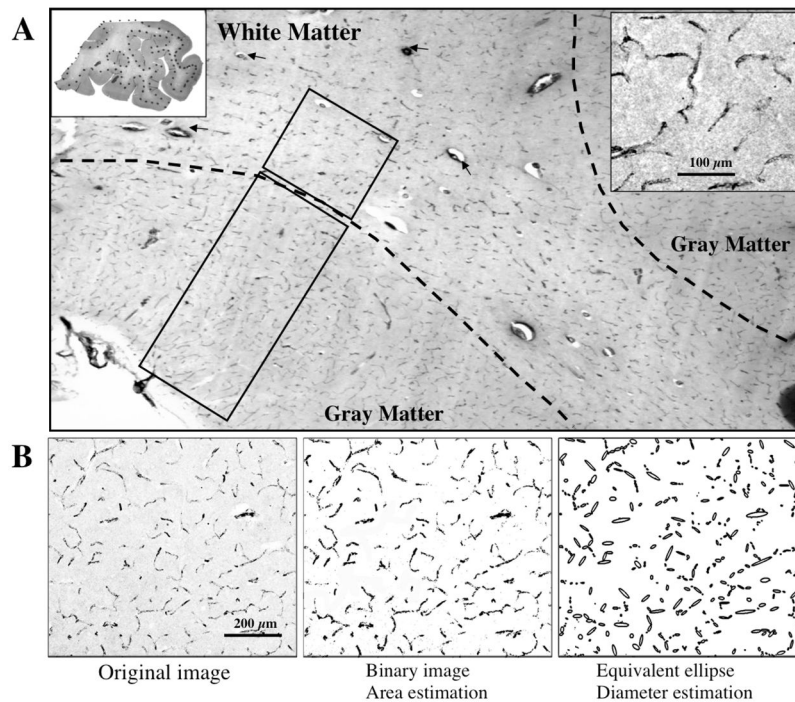 A
White Matter
100 µm
Gray Matter
Gray Matter
B
200 µm
Original image
Binary image
Area estimation
Equivalent ellipse
Diameter estimation